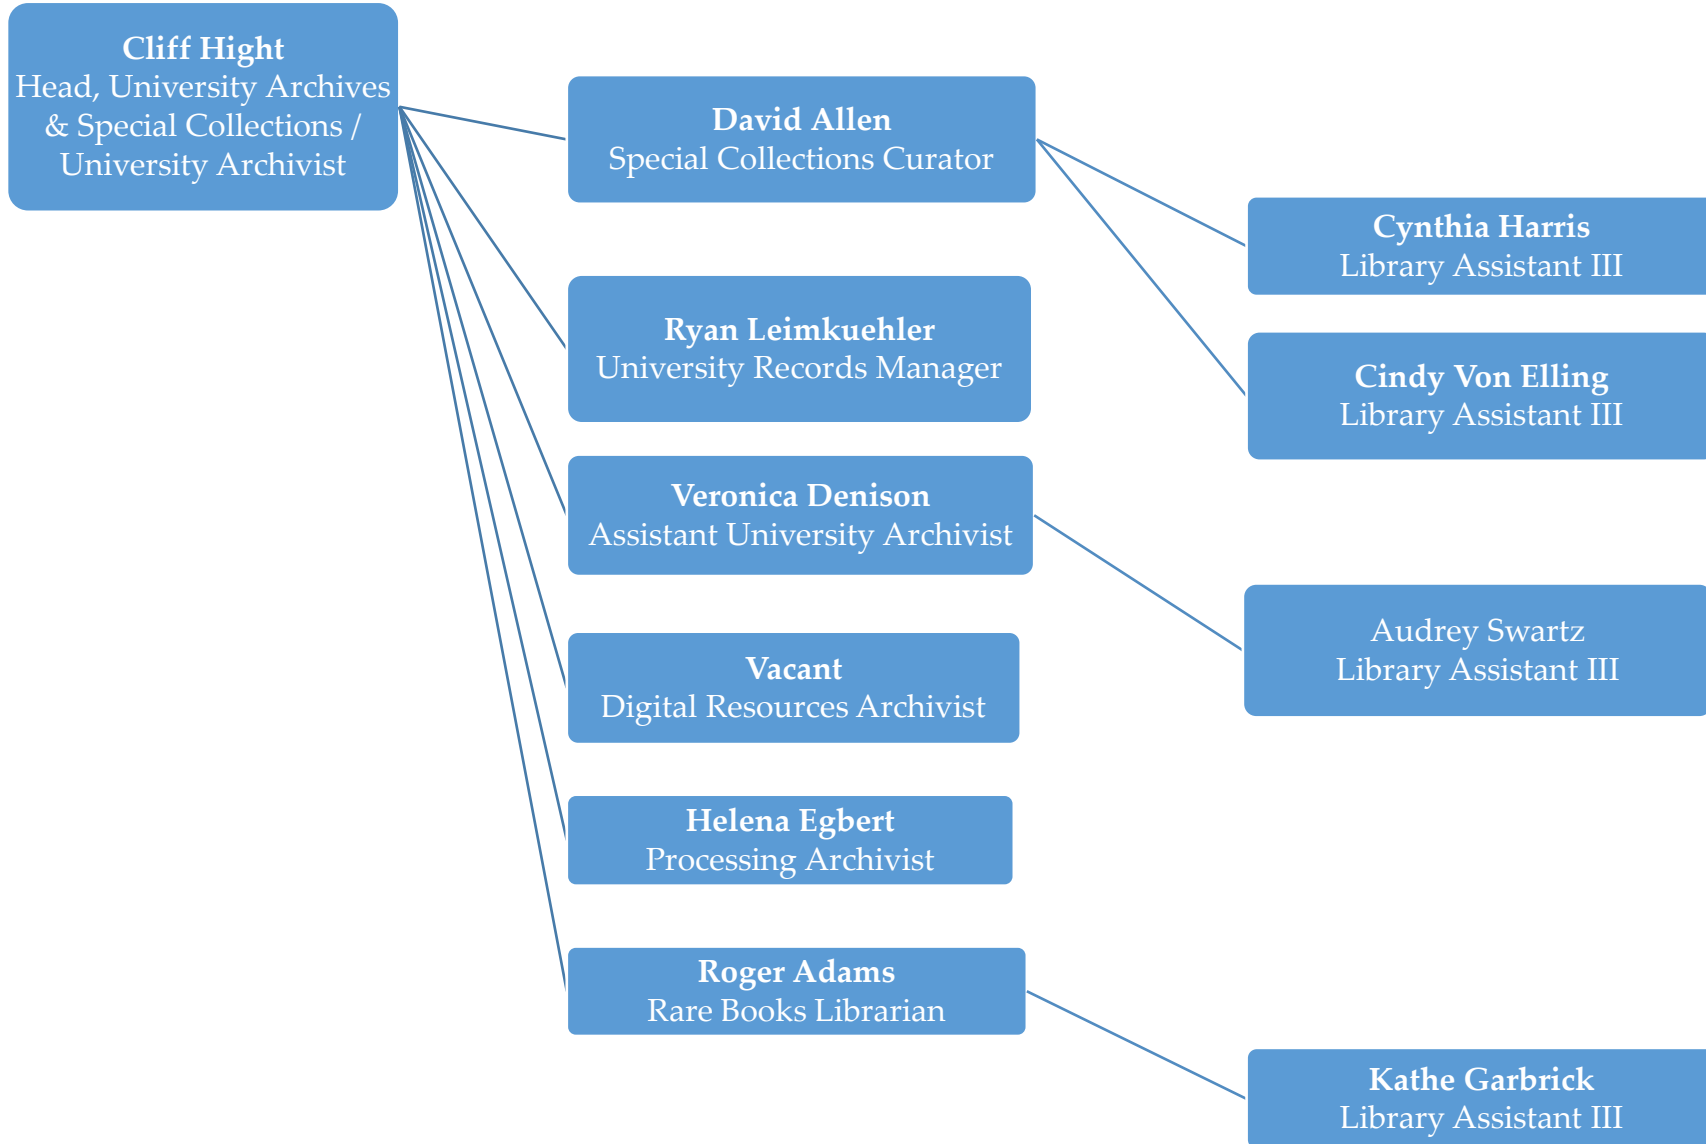 Cliff Hight
Head, University Archives
& Special Collections /
University Archivist
David Allen
Special Collections Curator
Cynthia Harris
Library Assistant III
Cindy Von Elling
Library Assistant III
Ryan Leimkuehler
University Records Manager
Veronica Denison
Assistant University Archivist
Audrey Swartz
Library Assistant III
Vacant
Digital Resources Archivist
Helena Egbert
Processing Archivist
Roger Adams
Rare Books Librarian
Kathe Garbrick
Library Assistant III